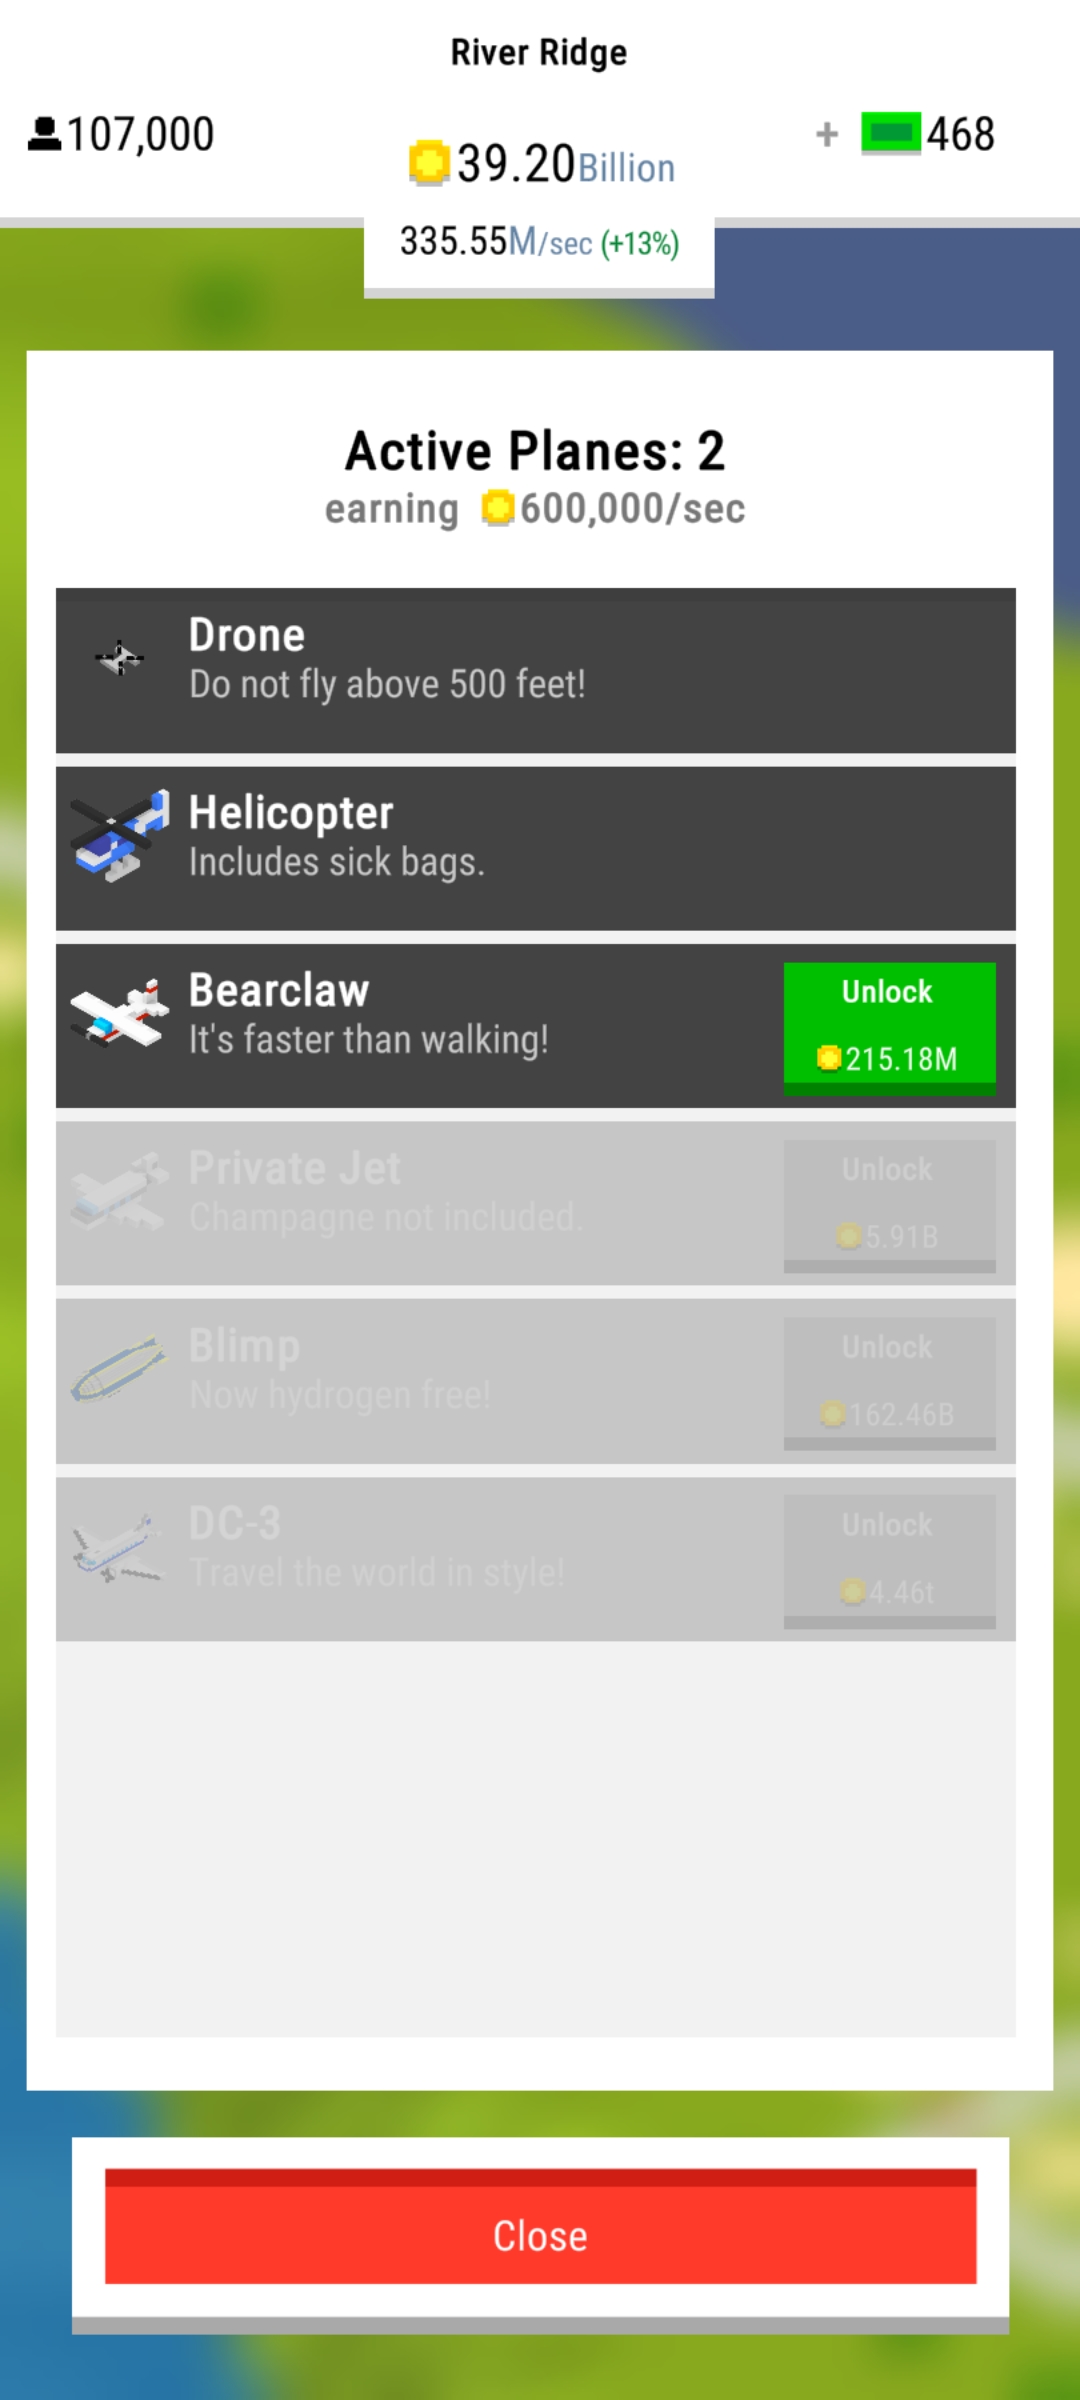 River Ridge
107,000
39.20Billion
+ 468
335.55M/sec (+13%)
Active Planes: 2
earning 600,000/sec
Drone
Do not fly above 500 feet!
Helicopter
Includes sick bags.
Bearclaw
It's faster than walking!
Unlock
215.18M
Private Jet
Champagne not included.
Unlock
5.91B
Blimp
Now hydrogen free!
Unlock
162.46B
DC-3
Travel the world in style!
Unlock
4.46t
Close